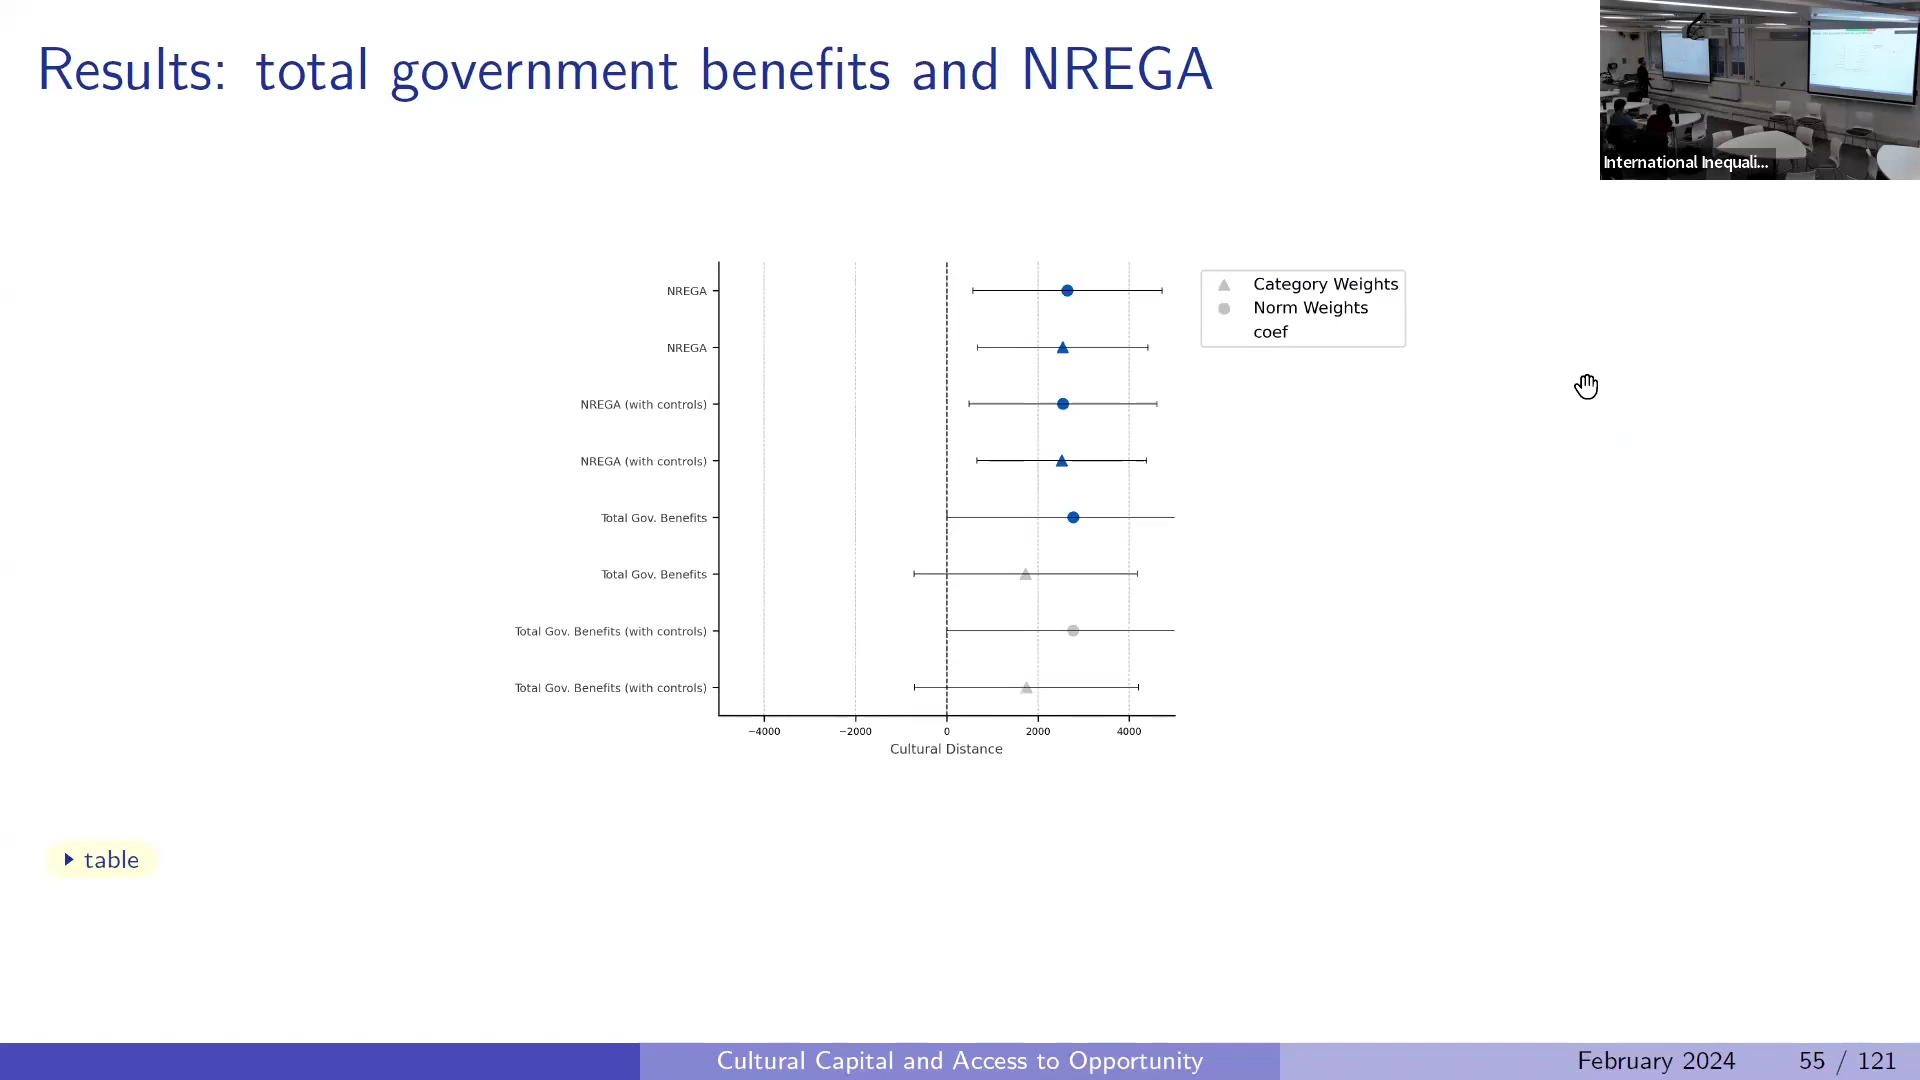 Results: total government benefits and NREGA
International Inequali...
NREGA
NREGA
NREGA (with controls)
NREGA (with controls)
Total Gov. Benefits
Total Gov. Benefits
Total Gov. Benefits (with controls)
Total Gov. Benefits (with controls)
−4000 −2000 0 2000 4000
Cultural Distance
Category Weights
Norm Weights
coef
table
Cultural Capital and Access to Opportunity
February 2024 55 / 121